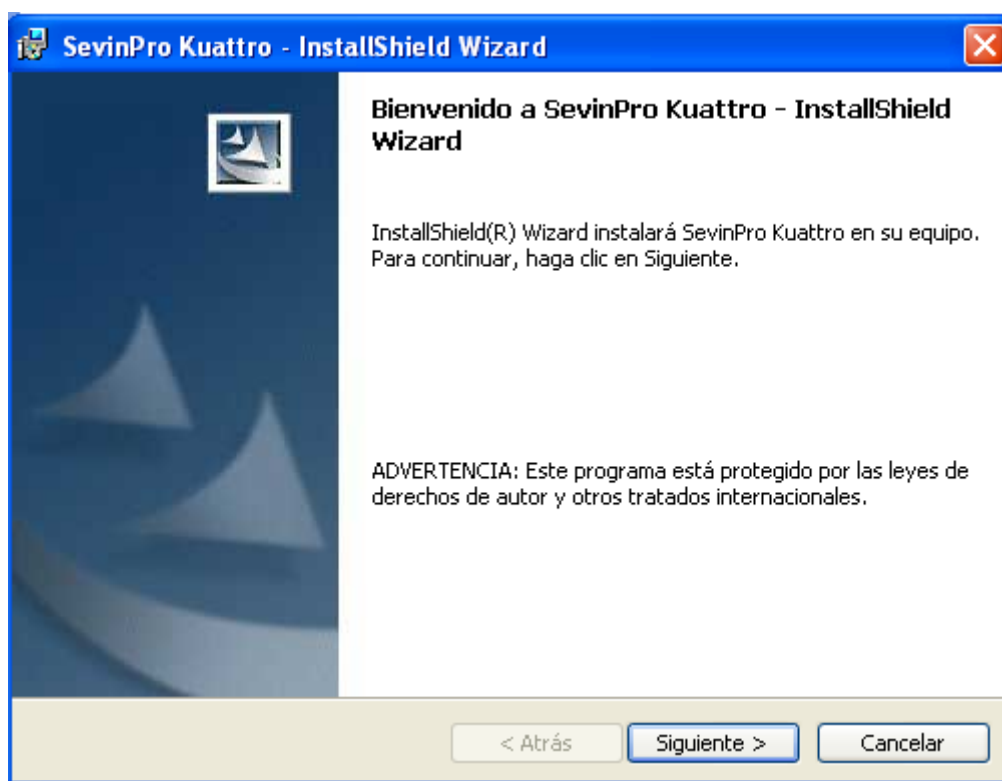 SevinPro Kuattro - InstallShield Wizard
Bienvenido a SevinPro Kuattro - InstallShield
Wizard
InstallShield(R) Wizard instalará SevinPro Kuattro en su equipo.
Para continuar, haga clic en Siguiente.
ADVERTENCIA: Este programa está protegido por las leyes de
derechos de autor y otros tratados internacionales.
< Atrás
Siguiente >
Cancelar